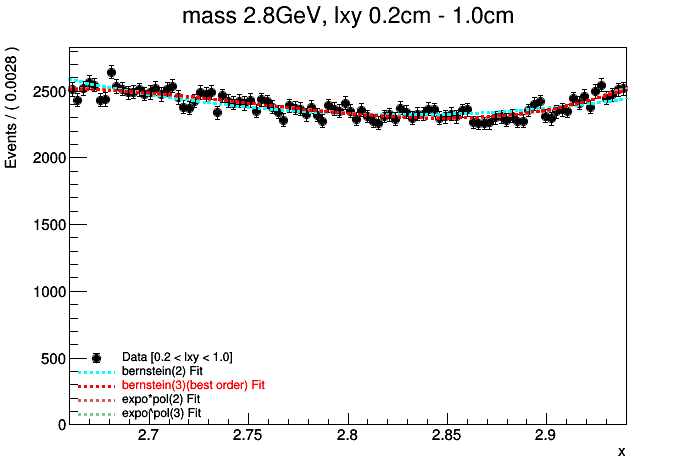 mass 2.8GeV, lxy 0.2cm - 1.0cm
Events / ( 0.0028 )
2500
2000
1500
1000
500
0
Data [0.2 < lxy < 1.0]
bernstein(2) Fit
bernstein(3)(best order) Fit
expo*pol(2) Fit
expo*pol(3) Fit
2.7 2.75 2.8 2.85 2.9
x